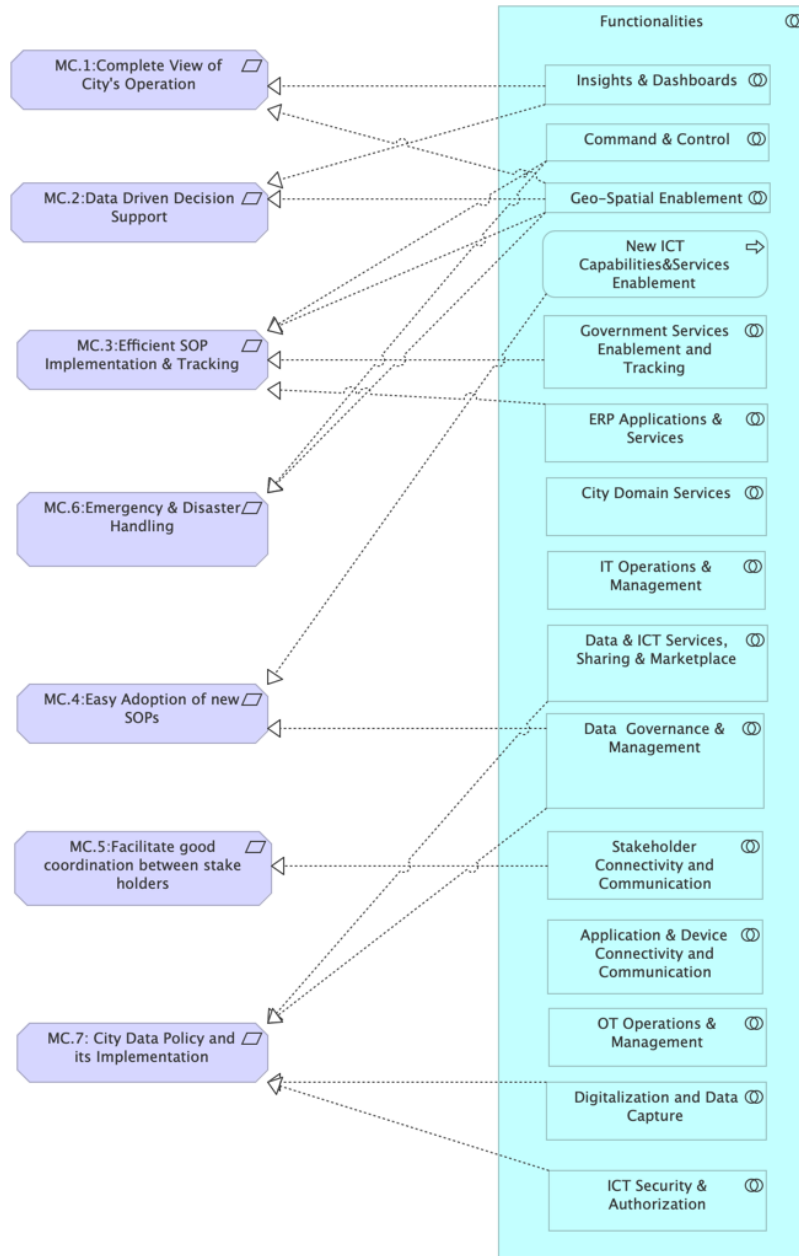 Functionalities
MC.1:Complete View of
City's Operation
MC.2:Data Driven Decision
Support
MC.3:Efficient SOP
Implementation & Tracking
MC.6:Emergency & Disaster
Handling
MC.4:Easy Adoption of new
SOPs
MC.5:Facilitate good
coordination between stake
holders
MC.7: City Data Policy and
its Implementation
Insights & Dashboards
Command & Control
Geo-Spatial Enablement
New ICT
Capabilities&Services
Enablement
Government Services
Enablement and
Tracking
ERP Applications &
Services
City Domain Services
IT Operations &
Management
Data & ICT Services,
Sharing & Marketplace
Data  Governance &
Management
Stakeholder
Connectivity and
Communication
Application & Device
Connectivity and
Communication
OT Operations &
Management
Digitalization and Data
Capture
ICT Security &
Authorization